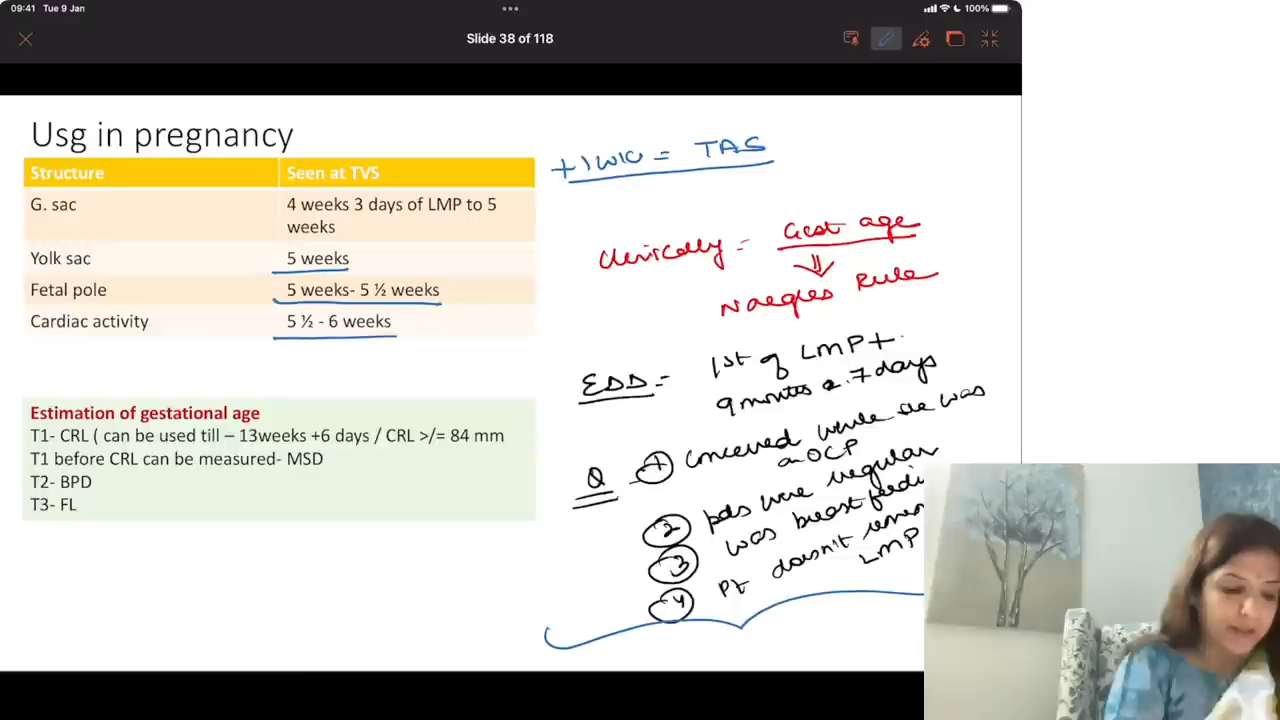 09:41 Tue 9 Jan
100%
Slide 38 of 118
Usg in pregnancy
Structure Seen at TVS
G. sac 4 weeks 3 days of LMP to 5
weeks
Yolk sac 5 weeks
Fetal pole 5 weeks- 5 ½ weeks
Cardiac activity 5 ½ - 6 weeks
Estimation of gestational age
T1- CRL ( can be used till – 13weeks +6 days / CRL >/= 84 mm
T1 before CRL can be measured- MSD
T2- BPD
T3- FL
+1 wk = TAS
Clinically = Gest age
⇓
Naegles Rule
EDD = 1st of LMP +
9 months & 7 days
Q 1 conceived while she was
on OCP
2 pds were irregular
3 was breast feedi
4 Pt doesn't
LMP